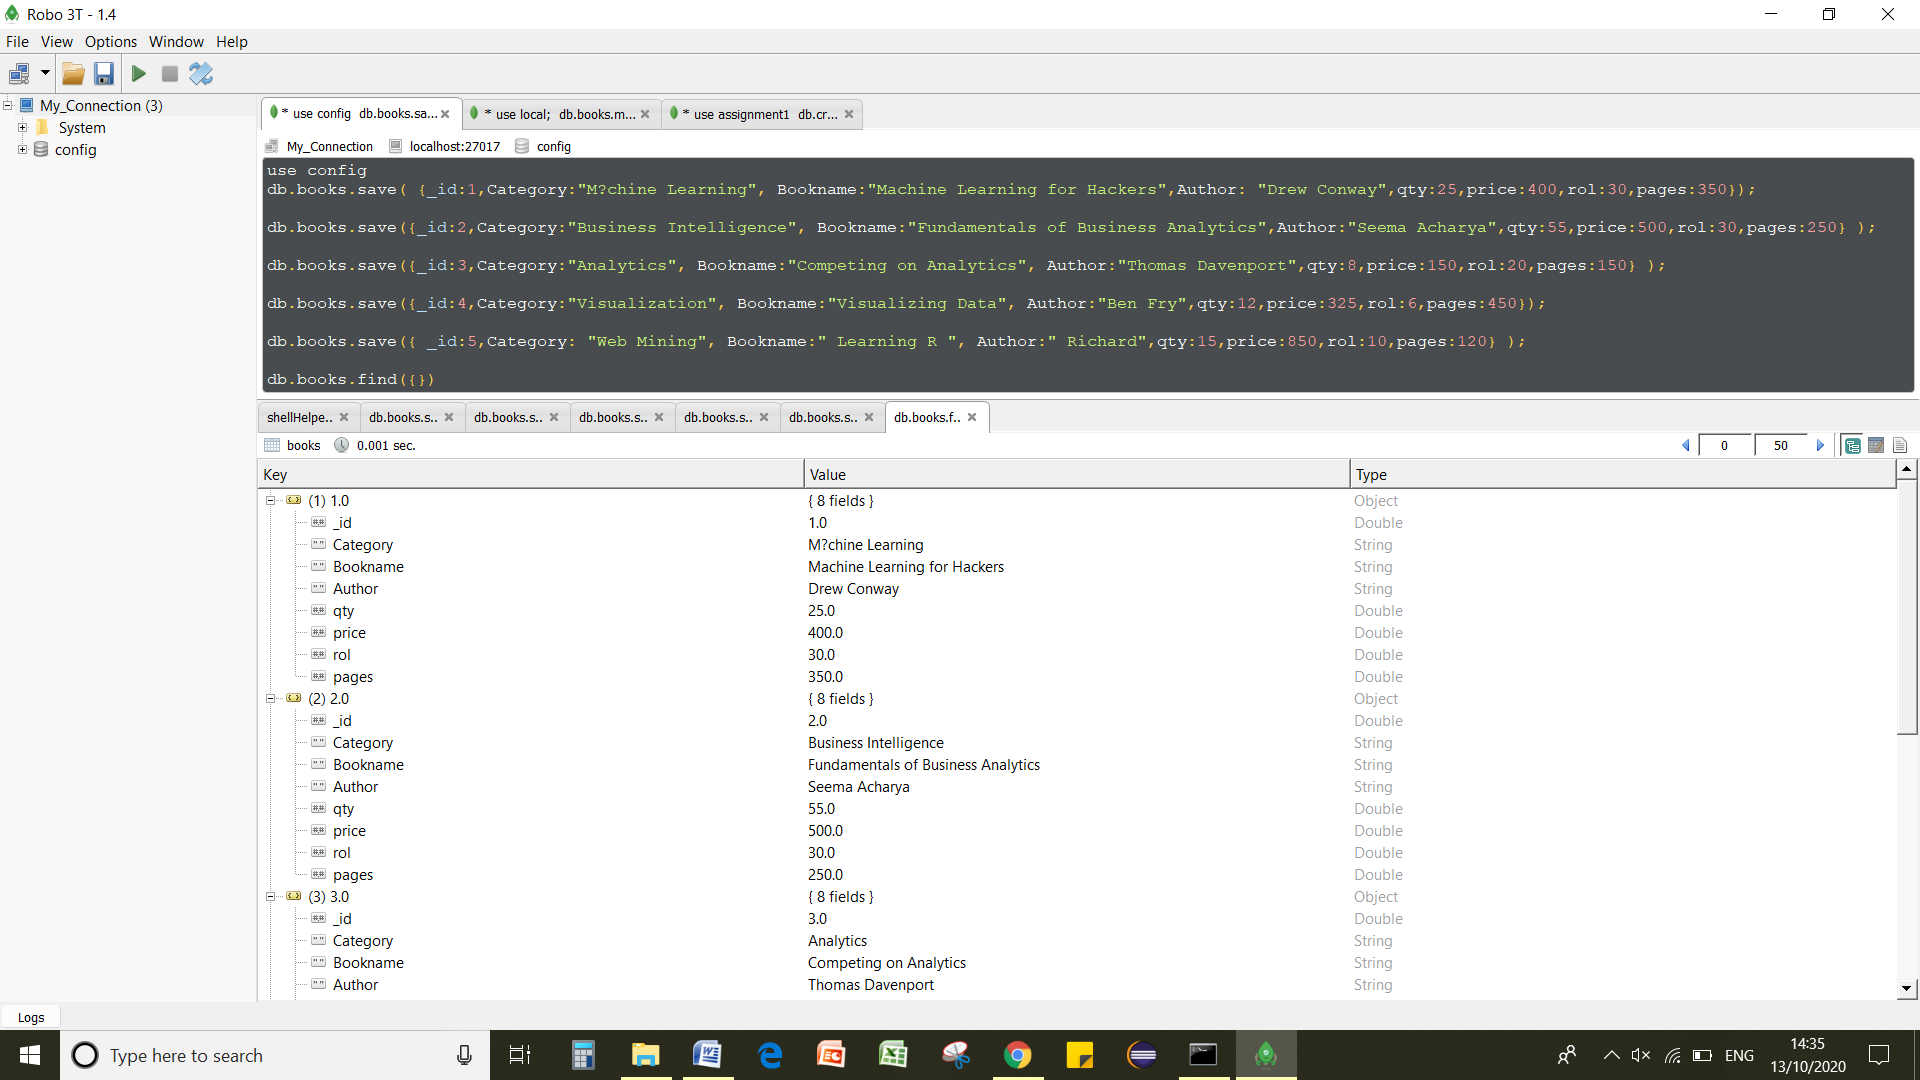 Robo 3T - 1.4
File View Options Window Help
My_Connection (3)
System
config
* use config db.books.sa...
* use local; db.books.m...
* use assignment1 db.cr...
My_Connection localhost:27017 config
use config
db.books.save( {_id:1,Category:"M?chine Learning", Bookname:"Machine Learning for Hackers",Author: "Drew Conway",qty:25,price:400,rol:30,pages:350});
db.books.save({_id:2,Category:"Business Intelligence", Bookname:"Fundamentals of Business Analytics",Author:"Seema Acharya",qty:55,price:500,rol:30,pages:250} );
db.books.save({_id:3,Category:"Analytics", Bookname:"Competing on Analytics", Author:"Thomas Davenport",qty:8,price:150,rol:20,pages:150} );
db.books.save({_id:4,Category:"Visualization", Bookname:"Visualizing Data", Author:"Ben Fry",qty:12,price:325,rol:6,pages:450});
db.books.save({ _id:5,Category: "Web Mining", Bookname:" Learning R ", Author:" Richard",qty:15,price:850,rol:10,pages:120} );
db.books.find({})
shellHelpe.. db.books.s.. db.books.s.. db.books.s.. db.books.s.. db.books.s.. db.books.f..
books 0.001 sec. 0 50
Key Value Type
(1) 1.0 { 8 fields } Object
_id 1.0 Double
Category M?chine Learning String
Bookname Machine Learning for Hackers String
Author Drew Conway String
qty 25.0 Double
price 400.0 Double
rol 30.0 Double
pages 350.0 Double
(2) 2.0 { 8 fields } Object
_id 2.0 Double
Category Business Intelligence String
Bookname Fundamentals of Business Analytics String
Author Seema Acharya String
qty 55.0 Double
price 500.0 Double
rol 30.0 Double
pages 250.0 Double
(3) 3.0 { 8 fields } Object
_id 3.0 Double
Category Analytics String
Bookname Competing on Analytics String
Author Thomas Davenport String
Logs
Type here to search
ENG
14:35
13/10/2020